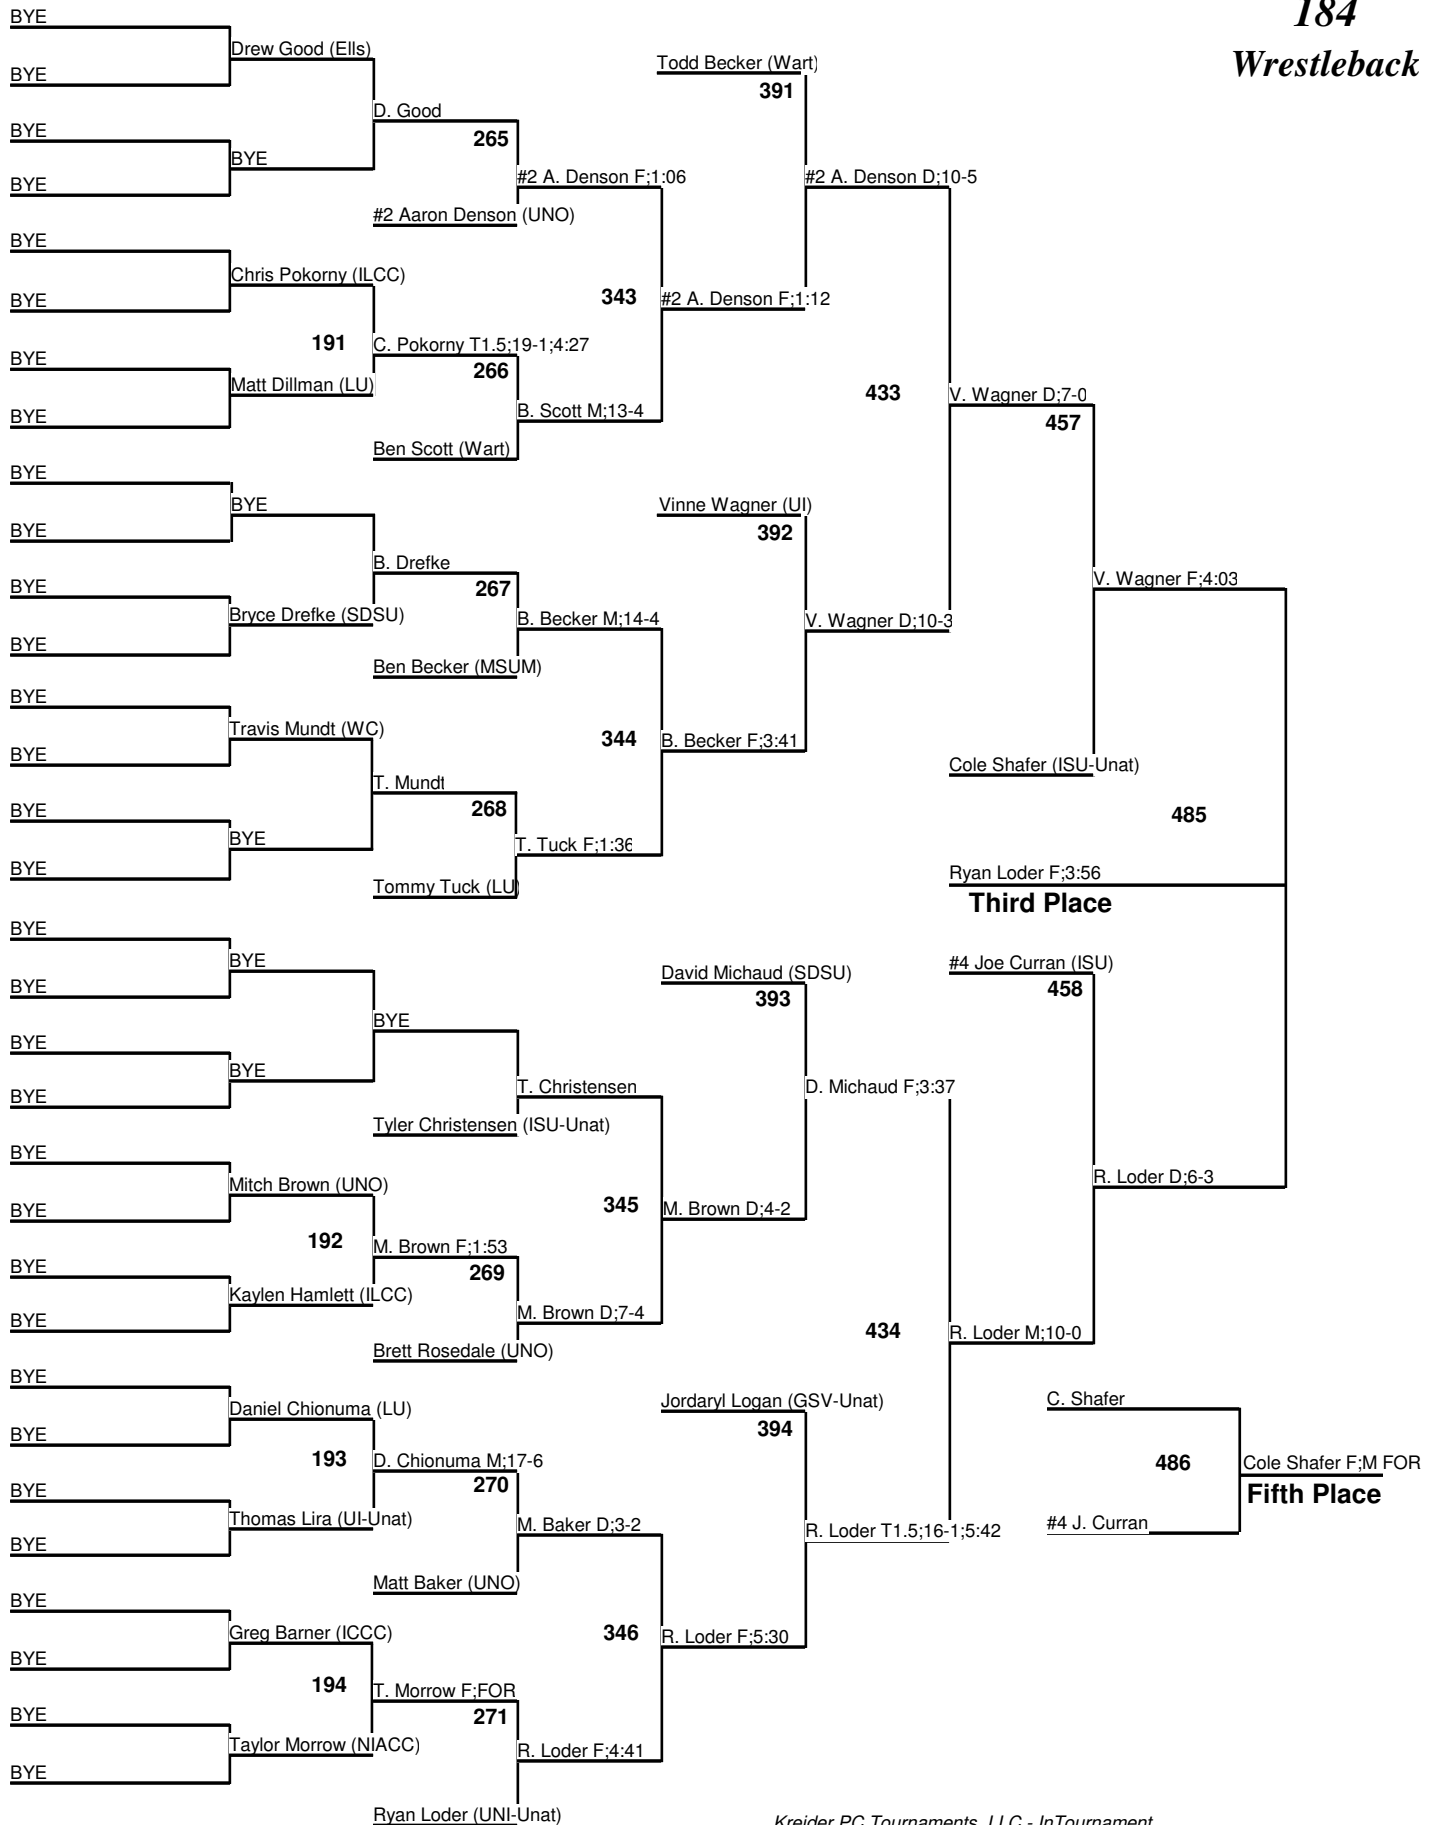 184
Wrestleback
BYE
Drew Good (Ells)
BYE
Todd Becker (Wart)
391
D. Good
265
BYE
BYE
BYE
#2 A. Denson F;1:06
#2 A. Denson D;10-5
#2 Aaron Denson (UNO)
BYE
Chris Pokorny (ILCC)
BYE
343
#2 A. Denson F;1:12
191
C. Pokorny T1.5;19-1;4:27
BYE
266
Matt Dillman (LU)
433
V. Wagner D;7-0
BYE
B. Scott M;13-4
457
Ben Scott (Wart)
BYE
BYE
Vinne Wagner (UI)
BYE
392
B. Drefke
V. Wagner F;4:03
BYE
267
Bryce Drefke (SDSU)
B. Becker M;14-4
V. Wagner D;10-3
BYE
Ben Becker (MSUM)
BYE
Travis Mundt (WC)
344
B. Becker F;3:41
BYE
Cole Shafer (ISU-Unat)
T. Mundt
268
485
BYE
BYE
T. Tuck F;1:36
BYE
Ryan Loder F;3:56
Tommy Tuck (LU)
Third Place
BYE
BYE
#4 Joe Curran (ISU)
David Michaud (SDSU)
BYE
458
393
BYE
BYE
BYE
T. Christensen
D. Michaud F;3:37
BYE
Tyler Christensen (ISU-Unat)
BYE
R. Loder D;6-3
Mitch Brown (UNO)
345
M. Brown D;4-2
BYE
192
M. Brown F;1:53
BYE
269
Kaylen Hamlett (ILCC)
BYE
M. Brown D;7-4
434
R. Loder M;10-0
Brett Rosedale (UNO)
BYE
Jordaryl Logan (GSV-Unat)
C. Shafer
Daniel Chionuma (LU)
394
BYE
193
D. Chionuma M;17-6
486
Cole Shafer F;M FOR
270
BYE
Fifth Place
Thomas Lira (UI-Unat)
M. Baker D;3-2
#4 J. Curran
R. Loder T1.5;16-1;5:42
BYE
Matt Baker (UNO)
BYE
Greg Barner (ICCC)
346
R. Loder F;5:30
BYE
194
T. Morrow F;FOR
BYE
271
Taylor Morrow (NIACC)
R. Loder F;4:41
BYE
Ryan Loder (UNI-Unat)
Kreider PC Tournaments, LLC - InTournament